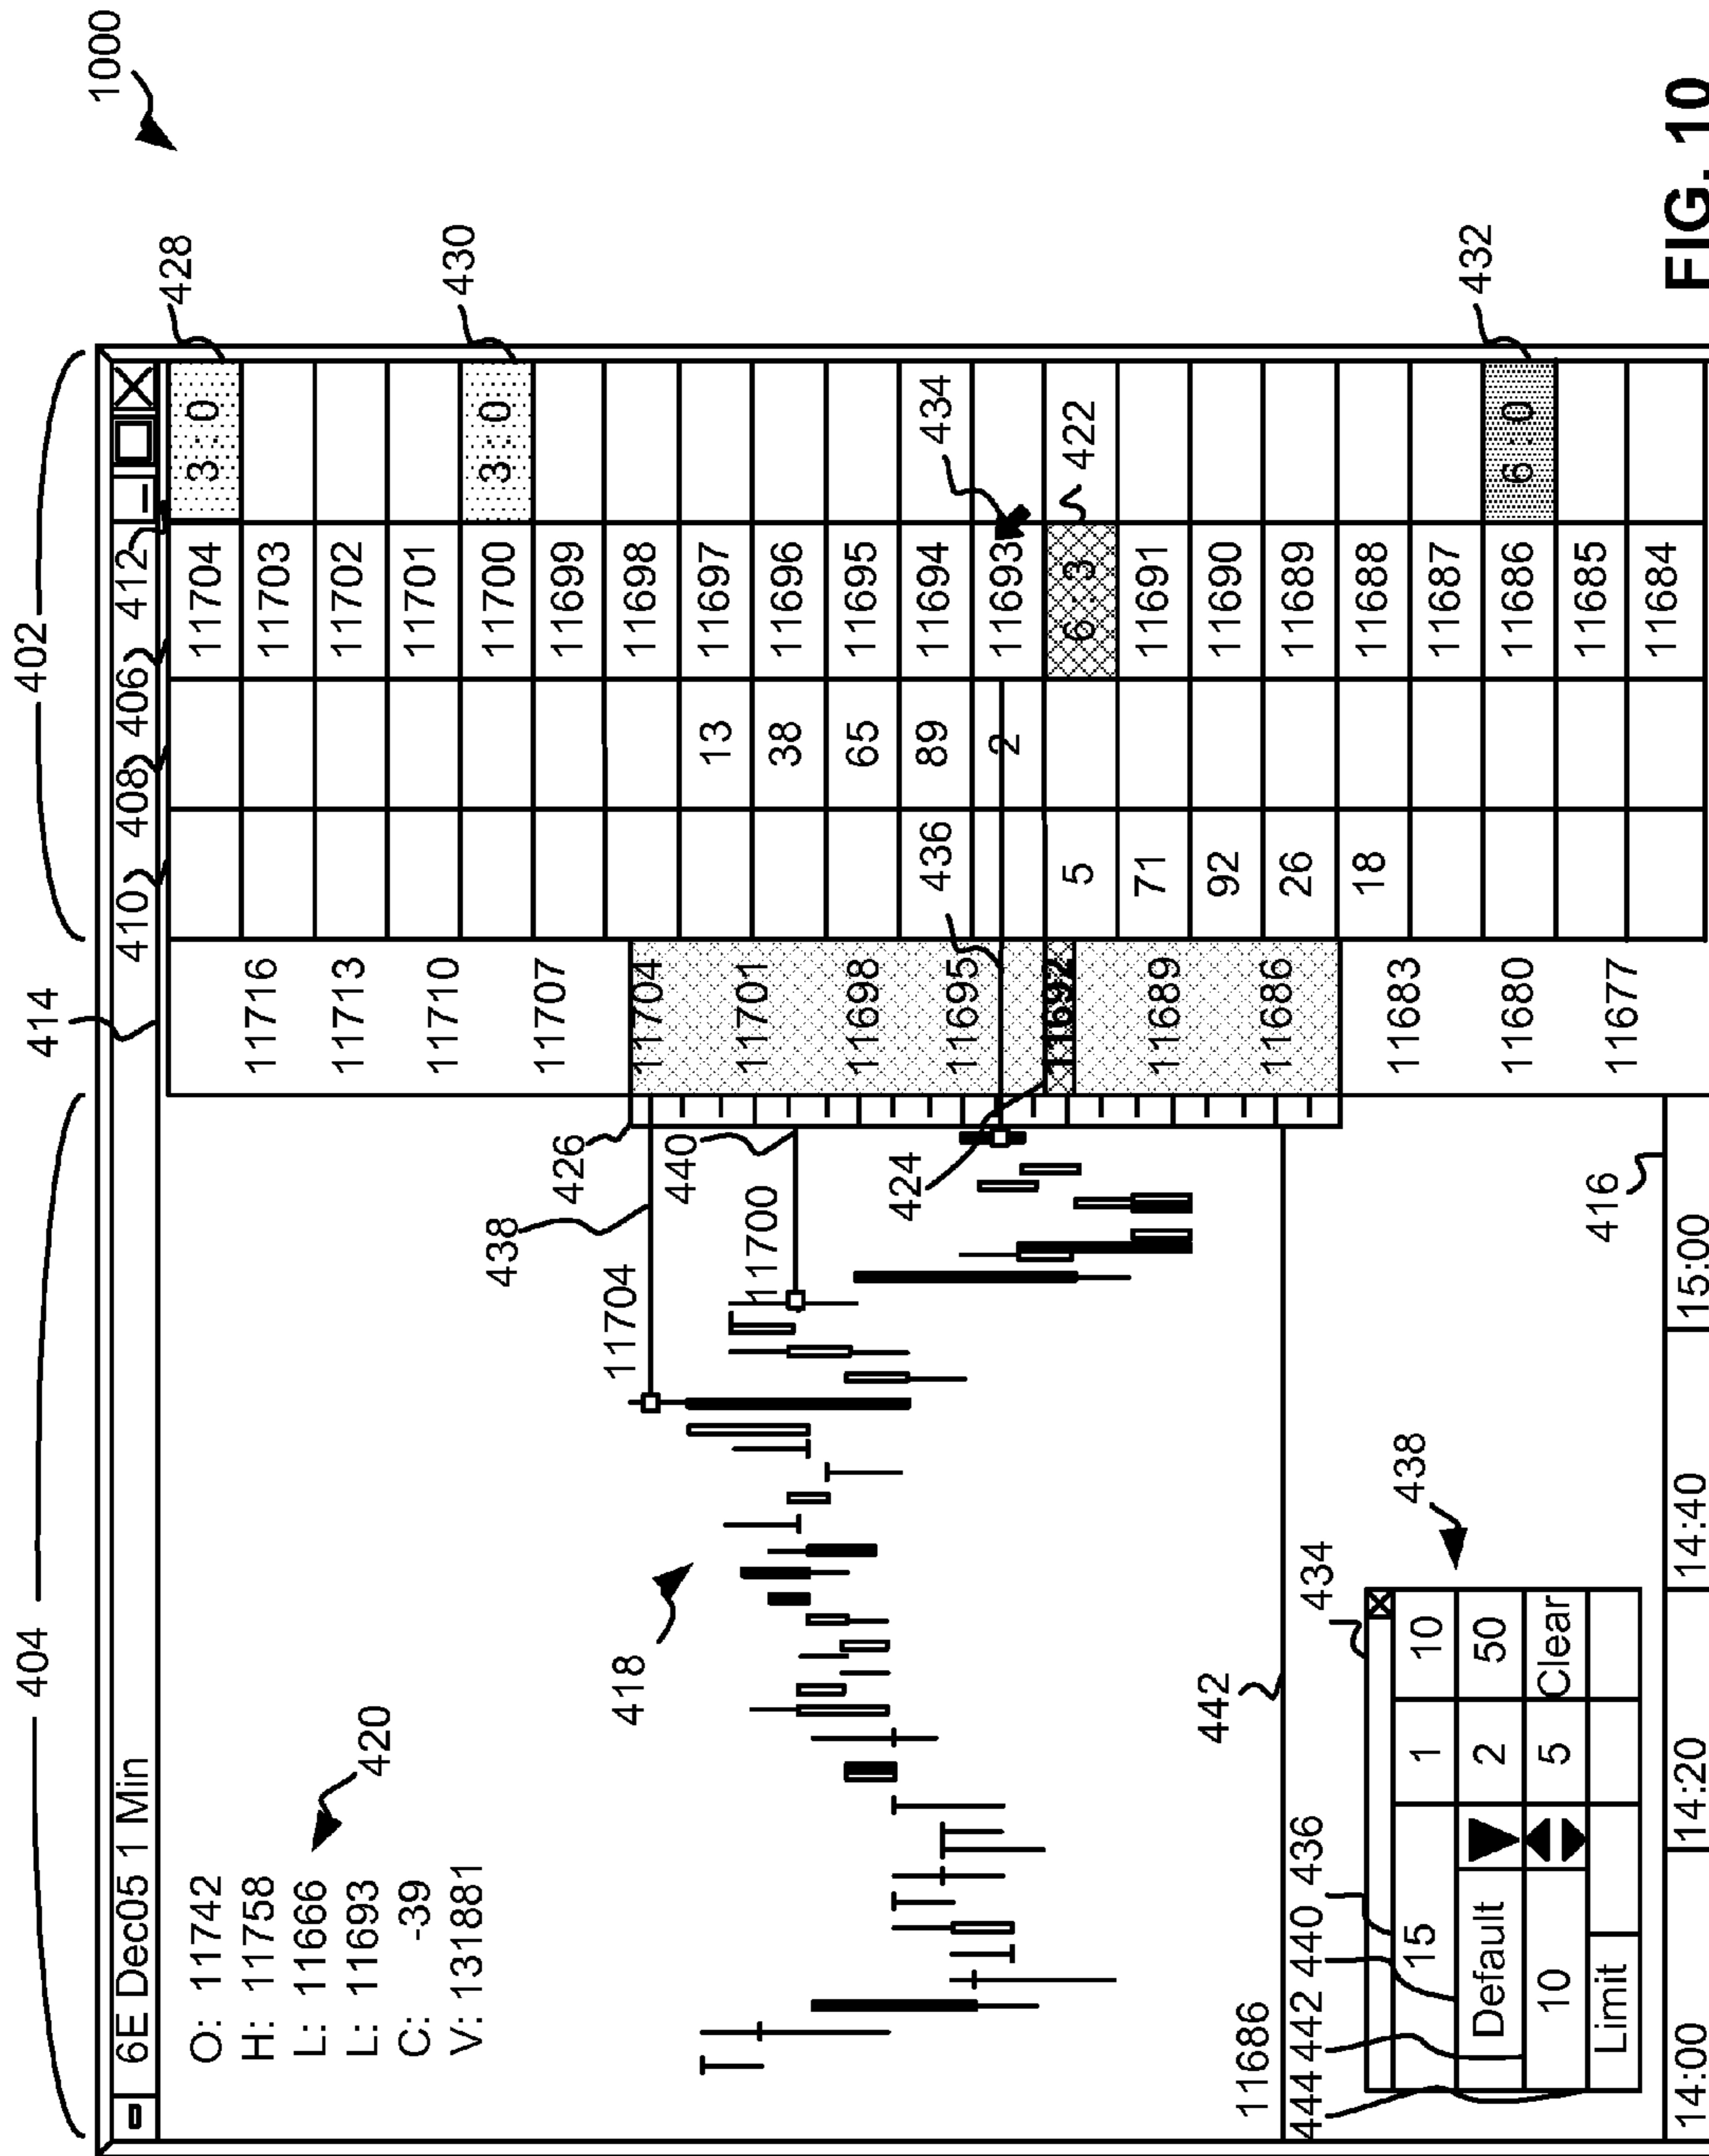 1000
404
402
414
410 408 406 412
6E Dec05 1 Min
O: 11742
H: 11758
L: 11666
L: 11693
C: -39
V: 131881
420
418
438
11704
426
440
11700
424
11716
11713
11710
11707
11704
11701
11698
11695
11692
11689
11686
11683
11680
11677
11704 3 : 0
11703
11702
11701
11700 3 : 0
11699
11698
13 11697
38 11696
65 11695
436 89 11694 434
2 11693
5 6 : 3 422
71 11691
92 11690
26 11689
18 11688
11687
11686 6 : 0
11685
11684
428
430
432
11686
442
444 442 440 436
434
438
15 1 10
Default 2 50
10 5 Clear
Limit
416
14:00 14:20 14:40 15:00
FIG. 10